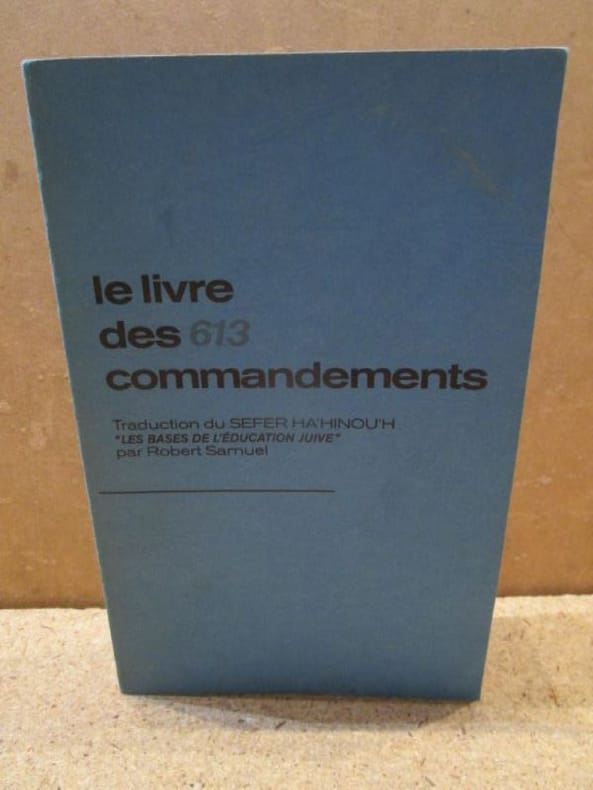 le livre
des 613
commandements
Traduction du SEFER HA'HINOU'H
"LES BASES DE L'ÉDUCATION JUIVE"
par Robert Samuel